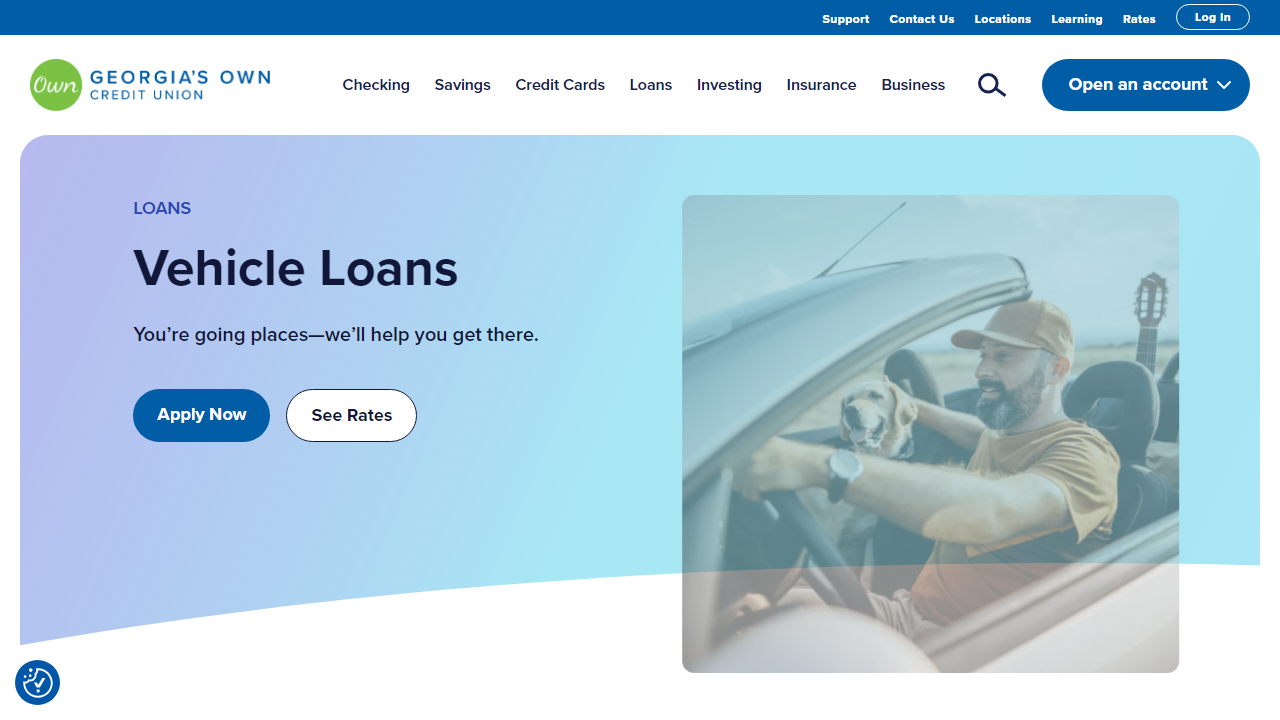 Support Contact Us Locations Learning Rates Log In
Own GEORGIA'S OWN
CREDIT UNION
Checking Savings Credit Cards Loans Investing Insurance Business Open an account
LOANS
Vehicle Loans
You're going places—we'll help you get there.
Apply Now See Rates